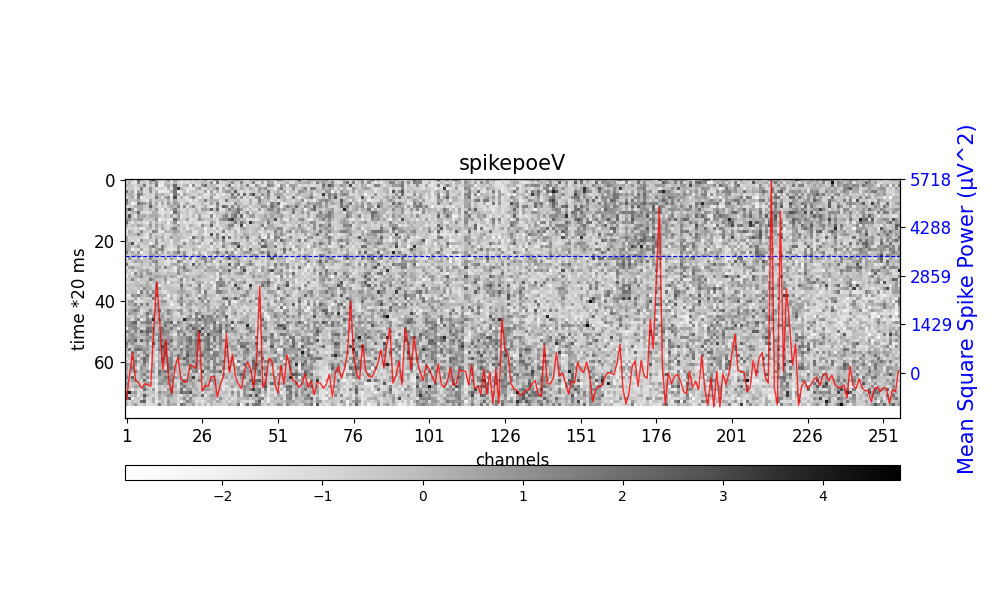 spikepoeV
0
20
40
60
time *20 ms
5718
4288
2859
1429
0
Mean Square Spike Power (μV^2)
1 26 51 76 101 126 151 176 201 226 251
channels
−2 −1 0 1 2 3 4